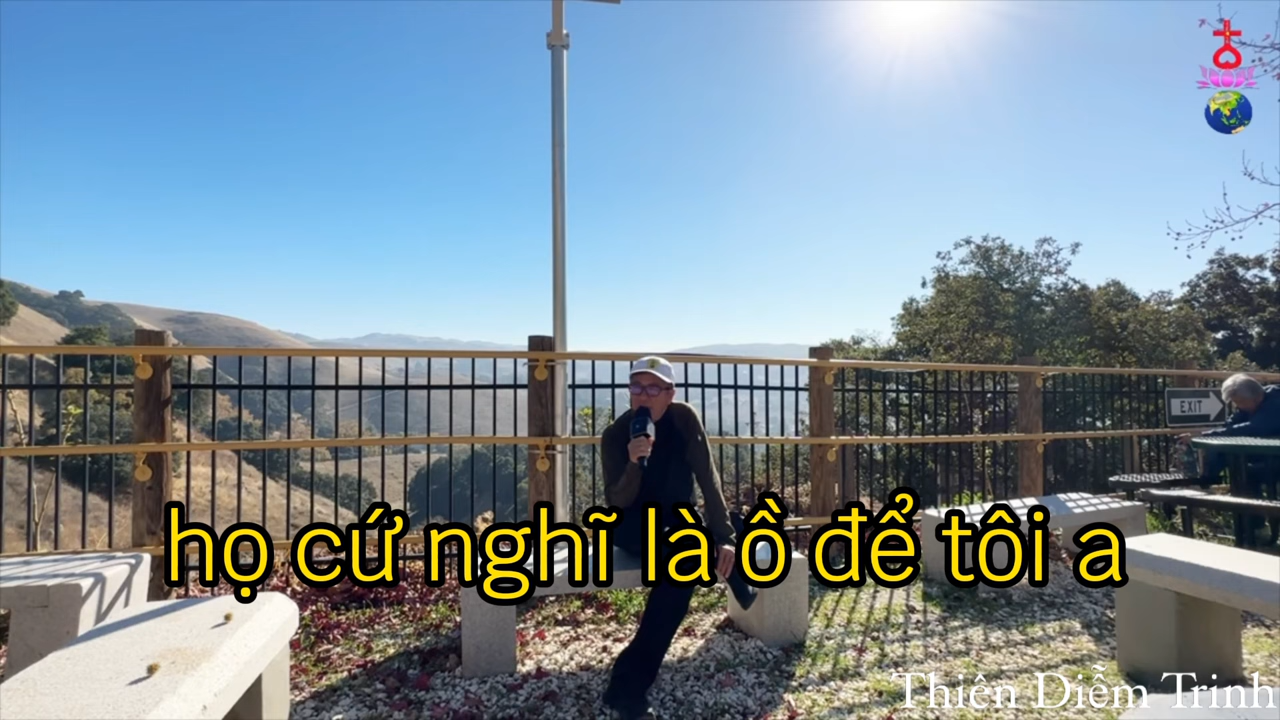 EXIT
họ cứ nghĩ là ồ để tôi a
Thiên Diễm Trinh